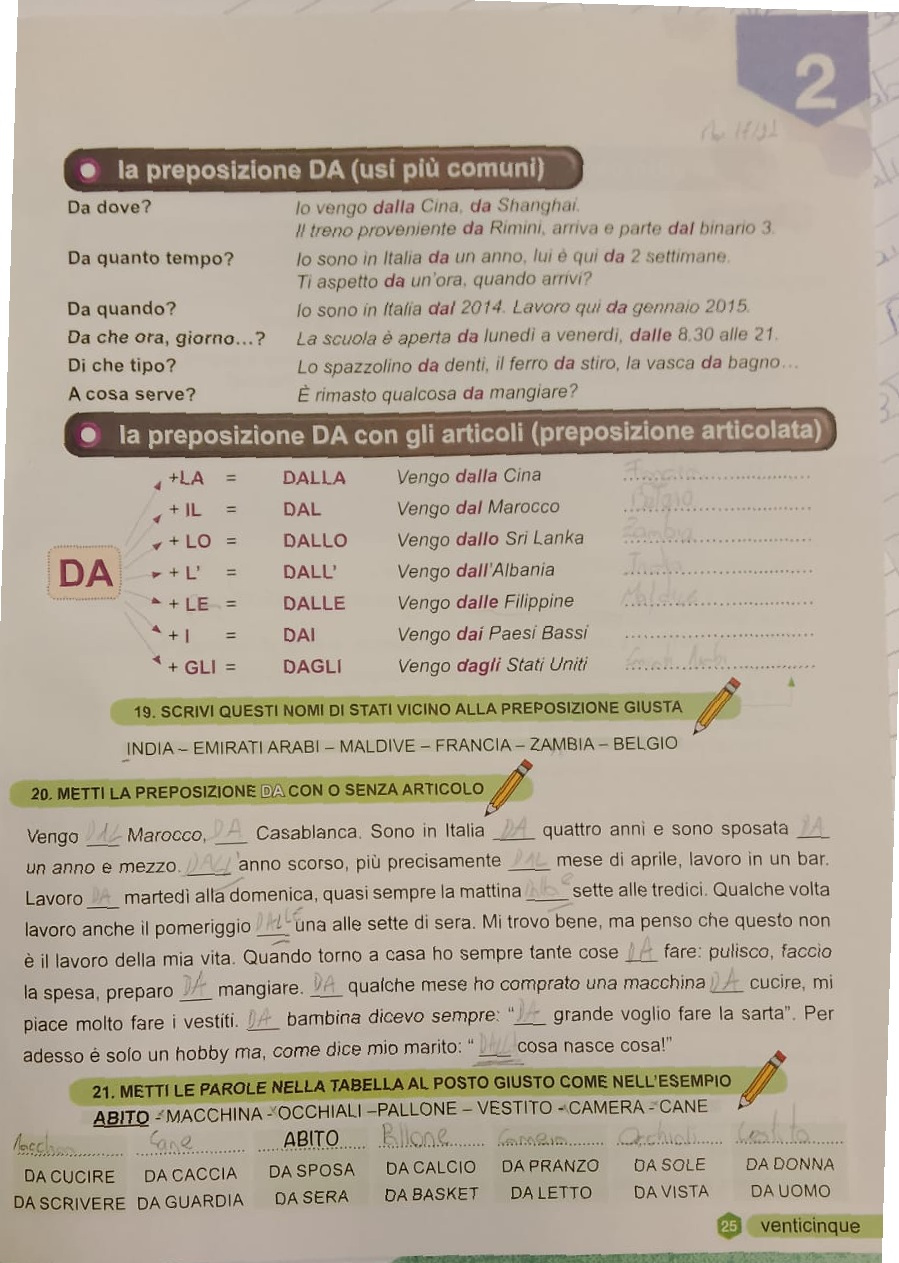 2
la preposizione DA (usi più comuni)
Da dove? Io vengo dalla Cina, da Shanghai.
Il treno proveniente da Rimini, arriva e parte dal binario 3.
Da quanto tempo? Io sono in Italia da un anno, lui è qui da 2 settimane.
Ti aspetto da un'ora, quando arrivi?
Da quando? Io sono in Italia dal 2014. Lavoro qui da gennaio 2015.
Da che ora, giorno...? La scuola è aperta da lunedì a venerdì, dalle 8.30 alle 21.
Di che tipo? Lo spazzolino da denti, il ferro da stiro, la vasca da bagno...
A cosa serve? È rimasto qualcosa da mangiare?
la preposizione DA con gli articoli (preposizione articolata)
+LA = DALLA Vengo dalla Cina Francia
+ IL = DAL Vengo dal Marocco Belgio
+ LO = DALLO Vengo dallo Sri Lanka Zambia
DA + L' = DALL' Vengo dall'Albania
+ LE = DALLE Vengo dalle Filippine Maldive
+ I = DAI Vengo dai Paesi Bassi
+ GLI = DAGLI Vengo dagli Stati Uniti
19. SCRIVI QUESTI NOMI DI STATI VICINO ALLA PREPOSIZIONE GIUSTA
INDIA – EMIRATI ARABI – MALDIVE – FRANCIA – ZAMBIA – BELGIO
20. METTI LA PREPOSIZIONE DA CON O SENZA ARTICOLO
Vengo DAL Marocco, DA Casablanca. Sono in Italia DA quattro anni e sono sposata DA
un anno e mezzo. DALL'anno scorso, più precisamente DAL mese di aprile, lavoro in un bar.
Lavoro DA martedì alla domenica, quasi sempre la mattina sette alle tredici. Qualche volta
lavoro anche il pomeriggio DALL'una alle sette di sera. Mi trovo bene, ma penso che questo non
è il lavoro della mia vita. Quando torno a casa ho sempre tante cose DA fare: pulisco, faccio
la spesa, preparo DA mangiare. DA qualche mese ho comprato una macchina DA cucire, mi
piace molto fare i vestiti. DA bambina dicevo sempre: "DA grande voglio fare la sarta". Per
adesso è solo un hobby ma, come dice mio marito: " cosa nasce cosa!"
21. METTI LE PAROLE NELLA TABELLA AL POSTO GIUSTO COME NELL'ESEMPIO
ABITO - MACCHINA - OCCHIALI –PALLONE – VESTITO - CAMERA - CANE
Cane ABITO Pallone Camera Occhiali Vestito
DA CUCIRE DA CACCIA DA SPOSA DA CALCIO DA PRANZO DA SOLE DA DONNA
DA SCRIVERE DA GUARDIA DA SERA DA BASKET DA LETTO DA VISTA DA UOMO
25 venticinque